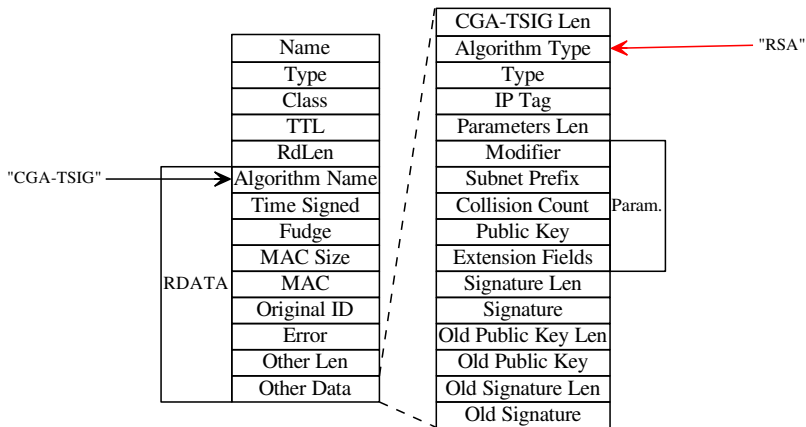 Name
Type
Class
TTL
RdLen
Algorithm Name
Time Signed
Fudge
MAC Size
MAC
Original ID
Error
Other Len
Other Data
"CGA-TSIG"
RDATA
CGA-TSIG Len
Algorithm Type
Type
IP Tag
Parameters Len
Modifier
Subnet Prefix
Collision Count
Public Key
Extension Fields
Signature Len
Signature
Old Public Key Len
Old Public Key
Old Signature Len
Old Signature
"RSA"
Param.